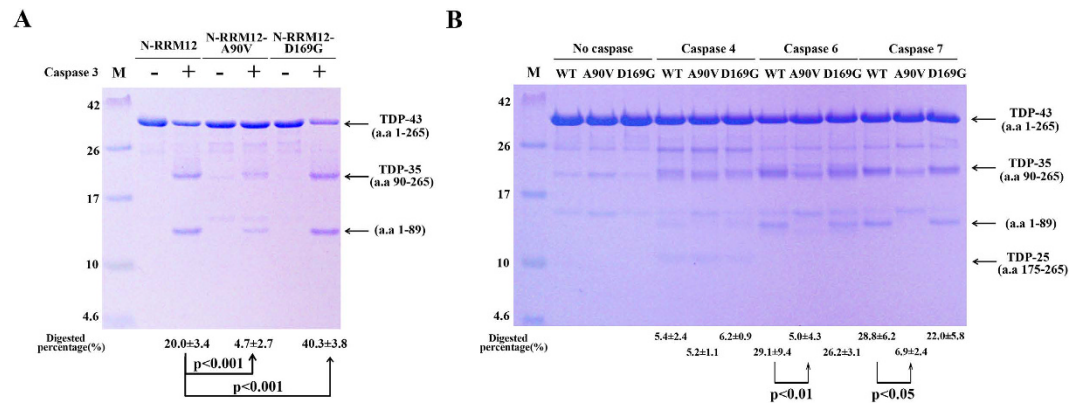 A
N-RRM12 N-RRM12-A90V N-RRM12-D169G
Caspase 3 M - + - + - +
42
26
17
10
4.6
TDP-43
(a.a 1-265)
TDP-35
(a.a 90-265)
(a.a 1-89)
Digested
percentage(%)
20.0±3.4 4.7±2.7 40.3±3.8
p<0.001
p<0.001
B
No caspase Caspase 4 Caspase 6 Caspase 7
M WT A90V D169G WT A90V D169G WT A90V D169G WT A90V D169G
42
26
17
10
4.6
TDP-43
(a.a 1-265)
TDP-35
(a.a 90-265)
(a.a 1-89)
TDP-25
(a.a 175-265)
Digested
percentage(%)
5.4±2.4 6.2±0.9 5.0±4.3 28.8±6.2 22.0±5.8
5.2±1.1 29.1±9.4 26.2±3.1 6.9±2.4
p<0.01 p<0.05